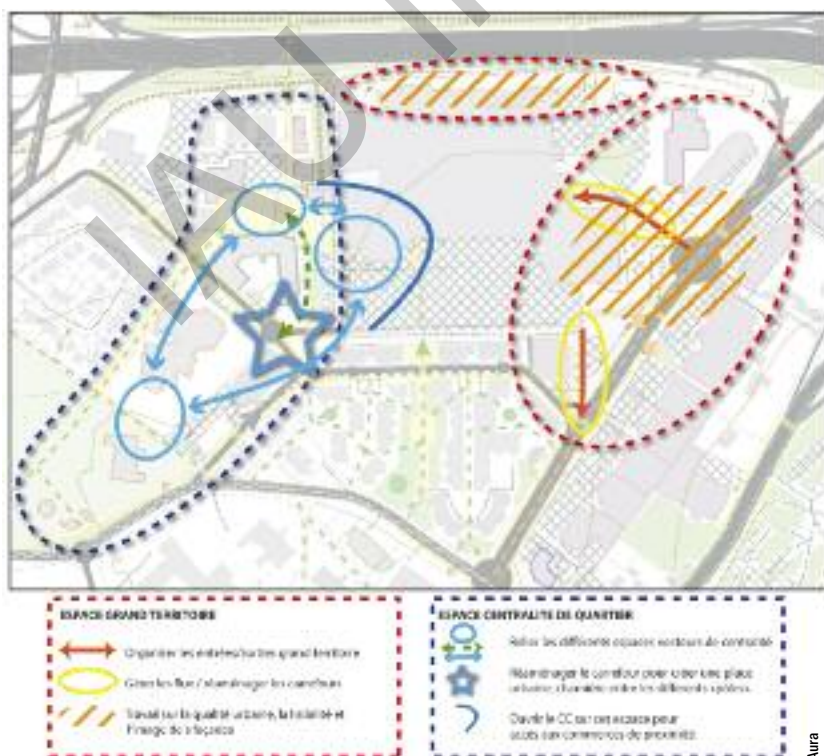 IAU
ESPACE GRAND TERRITOIRE
Organiser les entrées/sorties grand territoire
Gérer les flux / réaménager les carrefours
Travail sur la qualité urbaine, la lisibilité et
l'image de la façade
ESPACE CENTRALITE DE QUARTIER
Relier les différents espaces vecteurs de centralité
Réaménager le carrefour pour créer une place
urbaine, charnière entre les différents
Ouvrir le CC sur cet espace pour
accès aux commerces de proximité
Aura